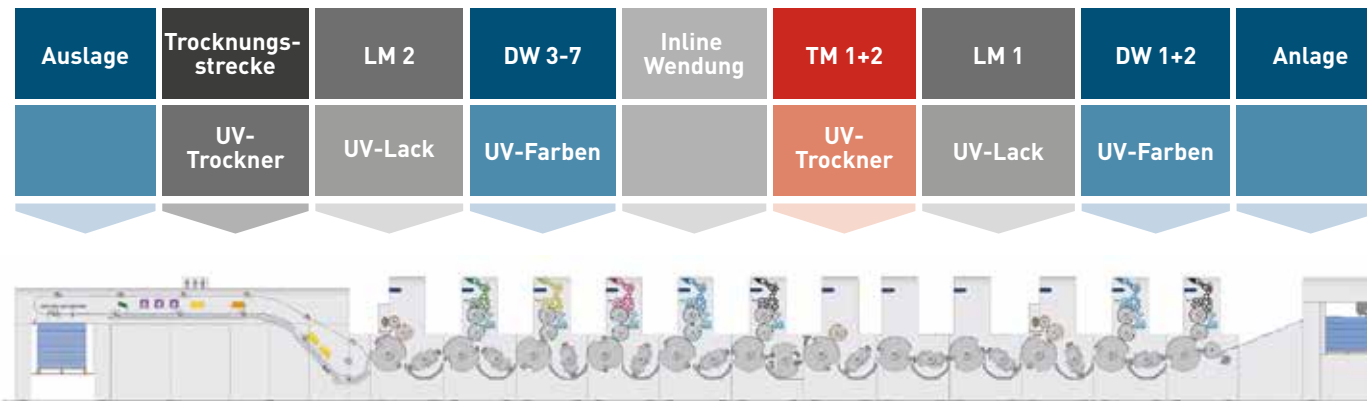 Auslage
Trocknungs-
strecke
LM 2
DW 3-7
Inline
Wendung
TM 1+2
LM 1
DW 1+2
Anlage
UV-
Trockner
UV-Lack
UV-Farben
UV-
Trockner
UV-Lack
UV-Farben